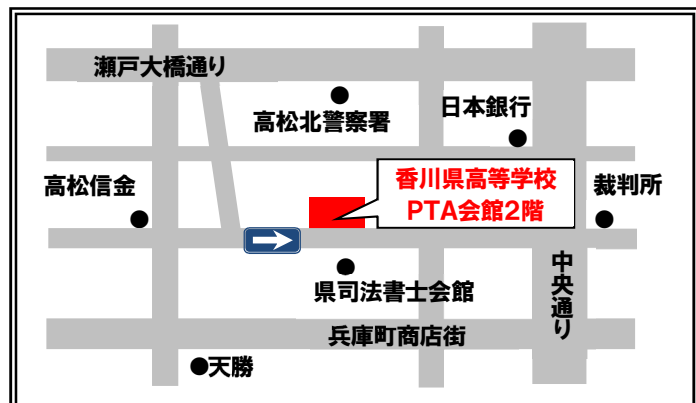 瀬戸大橋通り
高松北警察署
日本銀行
高松信金
香川県高等学校
PTA会館2階
裁判所
県司法書士会館
中央通り
兵庫町商店街
天勝